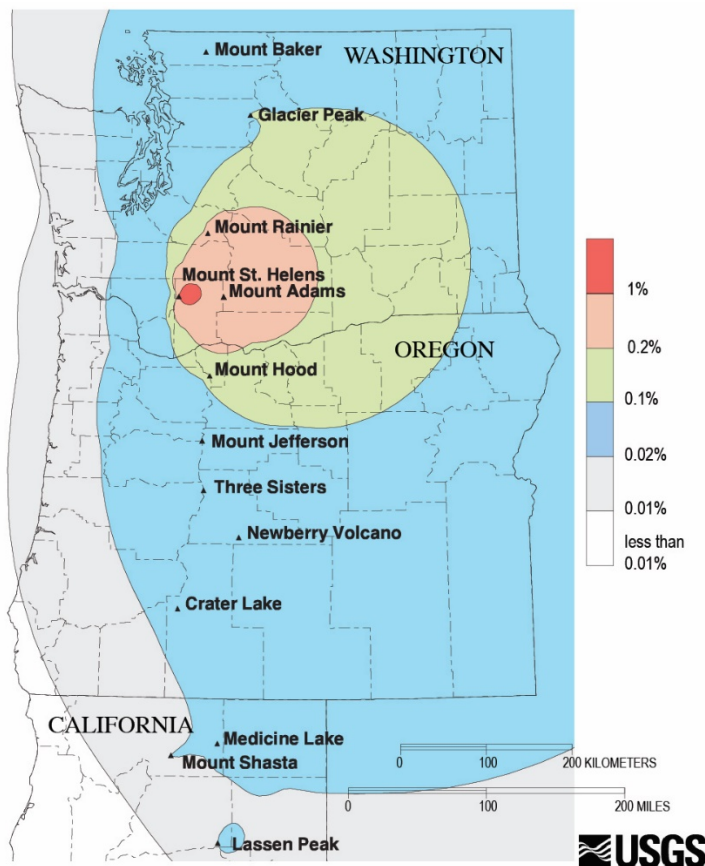 Mount Baker
WASHINGTON
Glacier Peak
Mount Rainier
Mount St. Helens
Mount Adams
OREGON
Mount Hood
Mount Jefferson
Three Sisters
Newberry Volcano
Crater Lake
CALIFORNIA
Medicine Lake
Mount Shasta
Lassen Peak
1%
0.2%
0.1%
0.02%
0.01%
less than
0.01%
0 100 200 KILOMETERS
0 100 200 MILES
USGS